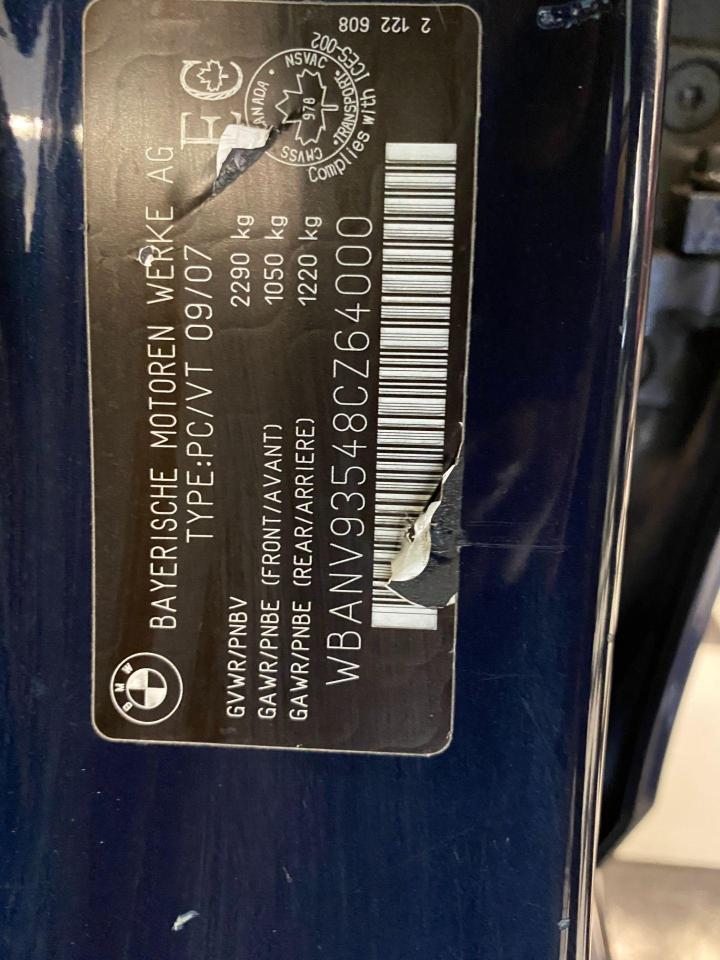 BMW
BAYERISCHE MOTOREN WERKE AG
TYPE:PC/VT 09/07
GVWR/PNBV 2290 kg
GAWR/PNBE (FRONT/AVANT) 1050 kg
GAWR/PNBE (REAR/ARRIERE) 1220 kg
WBANV93548CZ64000
EC
CANADA · NSVAC · TRANSPORT · CMVSS
978
Complies with ICES-002
2 122 608